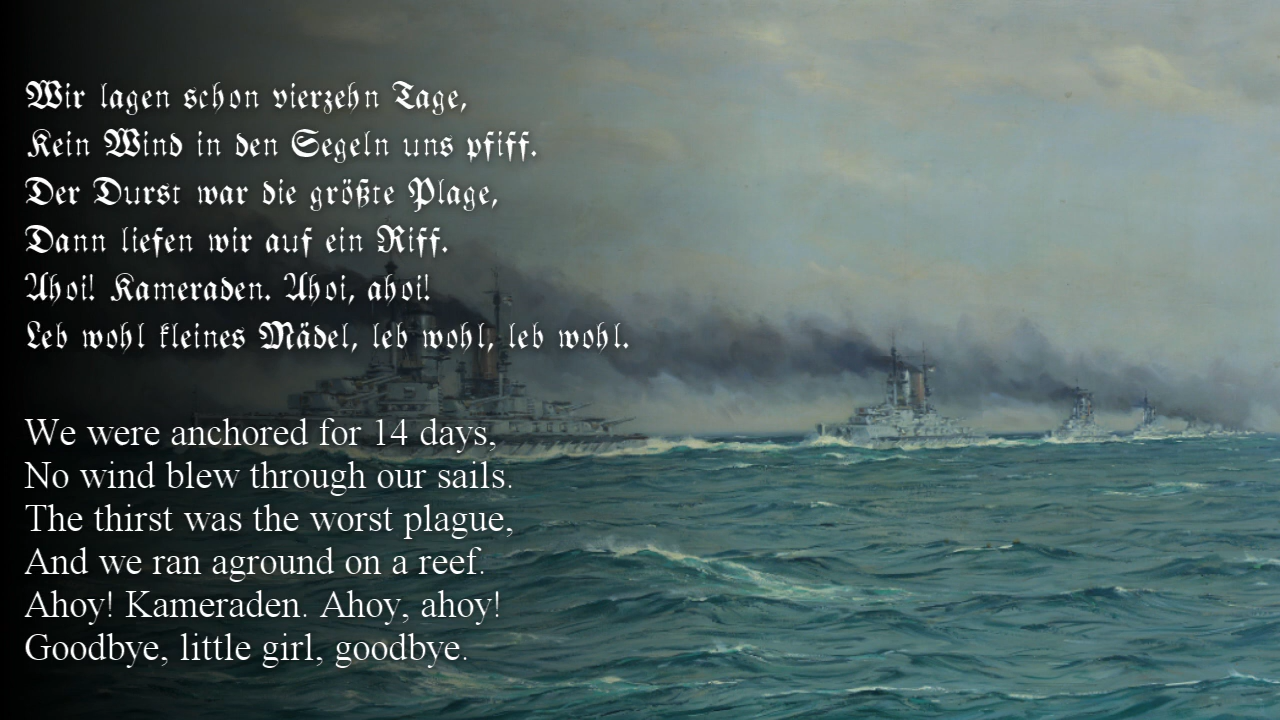 Wir lagen schon vierzehn Tage,
Kein Wind in den Segeln uns pfiff.
Der Durst war die größte Plage,
Dann liefen wir auf ein Riff.
Ahoi! Kameraden. Ahoi, ahoi!
Leb wohl kleines Mädel, leb wohl, leb wohl.
We were anchored for 14 days,
No wind blew through our sails.
The thirst was the worst plague,
And we ran aground on a reef.
Ahoy! Kameraden. Ahoy, ahoy!
Goodbye, little girl, goodbye.